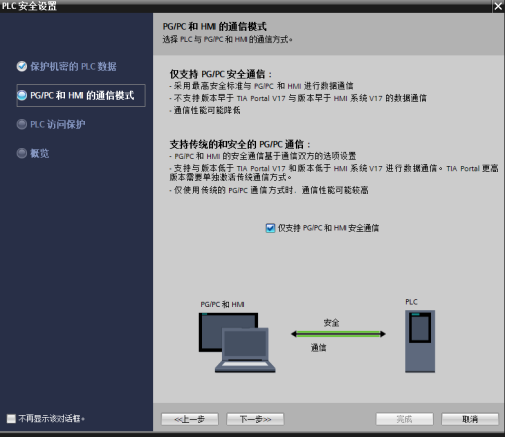 PLC 安全设置
保护机密的 PLC 数据
PG/PC 和 HMI 的通信模式
PLC 访问保护
概览
不再显示该对话框。
PG/PC 和 HMI 的通信模式
选择 PLC 与 PG/PC 和 HMI 的通信方式。
仅支持 PG/PC 安全通信：
- 采用最高安全标准与 PG/PC 和 HMI 进行数据通信
- 不支持版本早于 TIA Portal V17 与版本早于 HMI 系统 V17 的数据通信
- 通信性能可能降低
支持传统的和安全的 PG/PC 通信：
- PG/PC 和 HMI 的安全通信基于通信双方的选项设置
- 支持与版本低于 TIA Portal V17 和版本低于 HMI 系统 V17 进行数据通信。TIA Portal 更高
版本需要单独激活传统通信方式。
- 仅使用传统的 PG/PC 通信方式时，通信性能可能较高
仅支持 PG/PC 和 HMI 安全通信
PG/PC 和 HMI
PLC
安全
通信
<<上一步
下一步>>
完成
取消